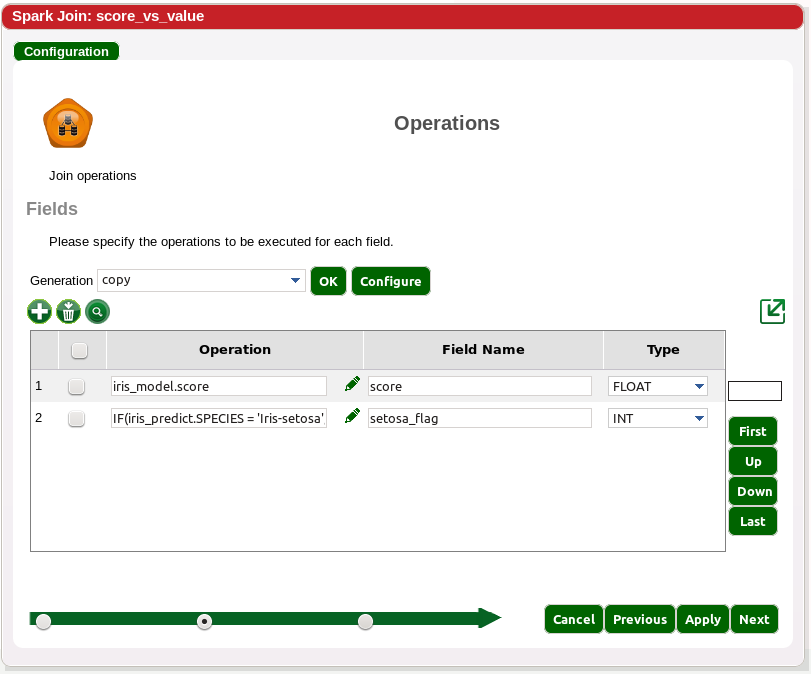 Spark Join: score_vs_value
Configuration
Operations
Join operations
Fields
Please specify the operations to be executed for each field.
Generation copy OK Configure
Operation Field Name Type
1 iris_model.score score FLOAT
2 IF(iris_predict.SPECIES = 'Iris-setosa', setosa_flag INT
First
Up
Down
Last
Cancel Previous Apply Next